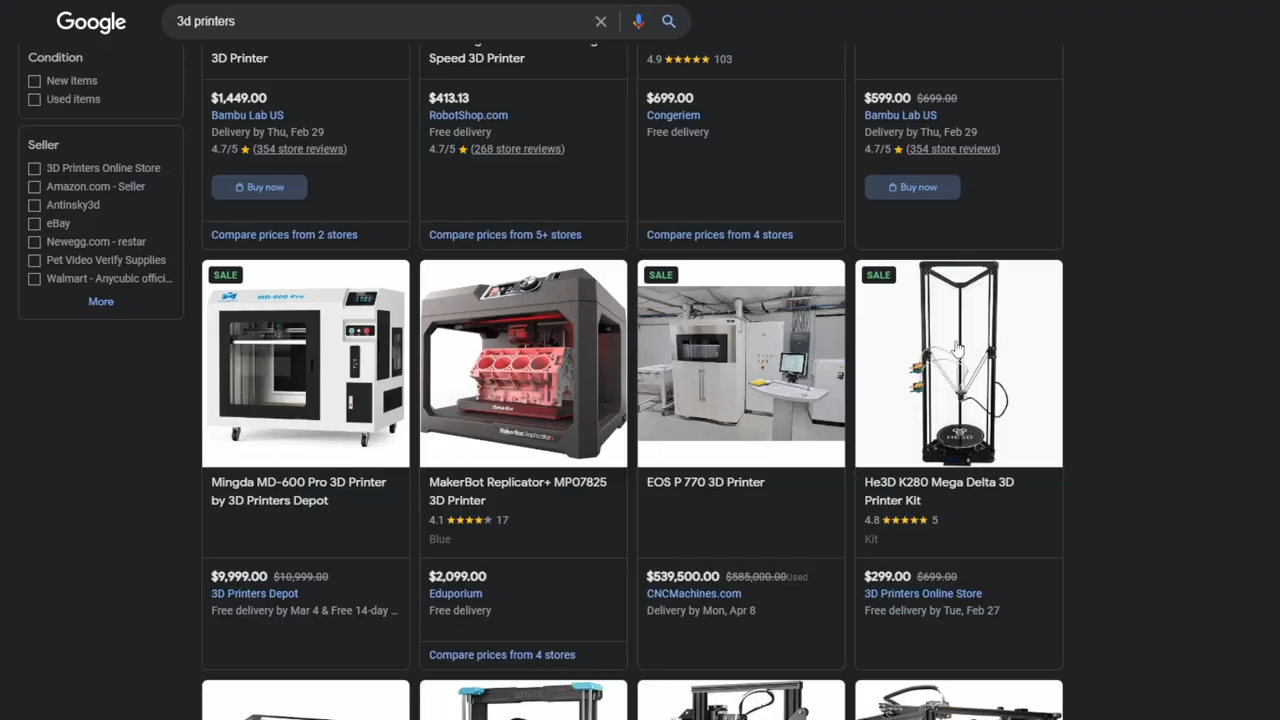 Google
3d printers
Condition
New items
Used items
Seller
3D Printers Online Store
Amazon.com - Seller
Antinsky3d
eBay
Newegg.com - restar
Pet Video Verify Supplies
Walmart - Anycubic offici...
More
3D Printer
$1,449.00
Bambu Lab US
Delivery by Thu, Feb 29
4.7/5 ★ (354 store reviews)
Buy now
Compare prices from 2 stores
Speed 3D Printer
$413.13
RobotShop.com
Free delivery
4.7/5 ★ (268 store reviews)
Compare prices from 5+ stores
4.9 ★★★★★ 103
$699.00
Congeriem
Free delivery
Compare prices from 4 stores
$599.00 $699.00
Bambu Lab US
Delivery by Thu, Feb 29
4.7/5 ★ (354 store reviews)
Buy now
SALE
MD-600 Pro
Mingda MD-600 Pro 3D Printer
by 3D Printers Depot
$9,999.00 $10,999.00
3D Printers Depot
Free delivery by Mar 4 & Free 14-day ...
MakerBot
MakerBot Replicator+
MakerBot Replicator+ MP07825
3D Printer
4.1 ★★★★★ 17
Blue
$2,099.00
Eduporium
Free delivery
Compare prices from 4 stores
SALE
EOS P 770 3D Printer
$539,500.00 $585,000.00 Used
CNCMachines.com
Delivery by Mon, Apr 8
SALE
HE3D
He3D K280 Mega Delta 3D
Printer Kit
4.8 ★★★★★ 5
Kit
$299.00 $699.00
3D Printers Online Store
Free delivery by Tue, Feb 27